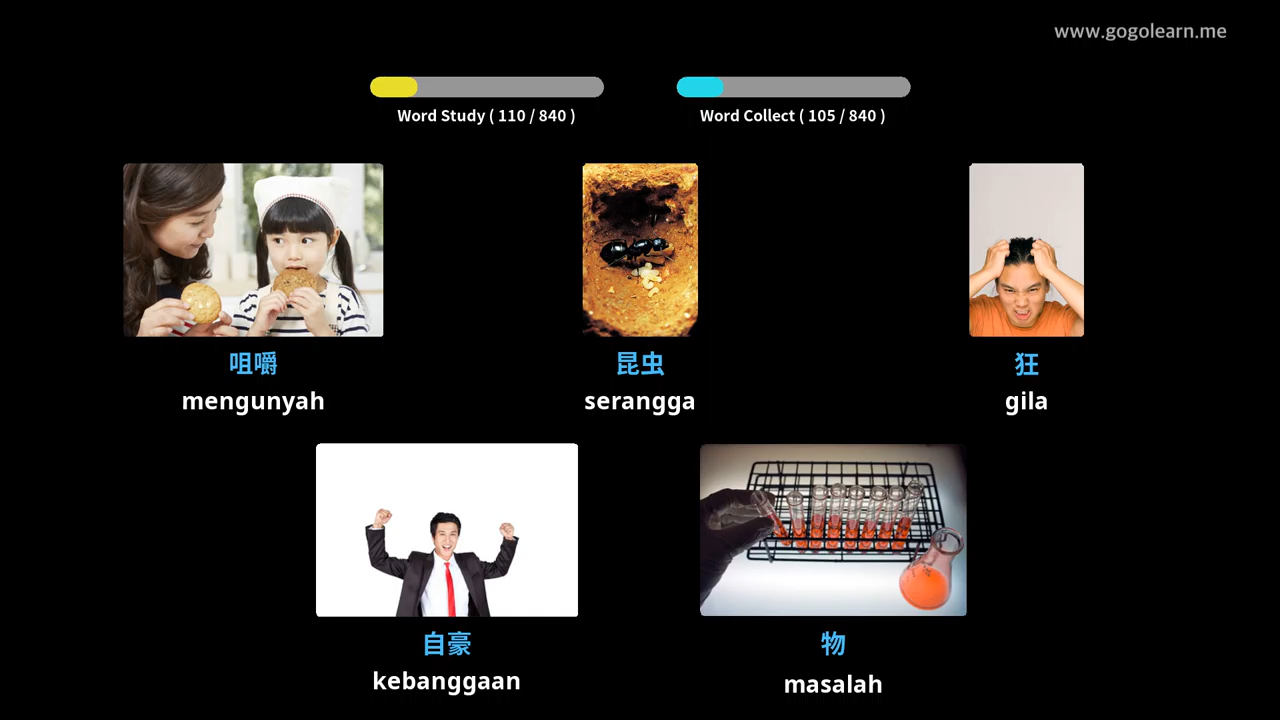 www.gogolearn.me
Word Study ( 110 / 840 )
Word Collect ( 105 / 840 )
咀嚼
mengunyah
昆虫
serangga
狂
gila
自豪
kebanggaan
物
masalah